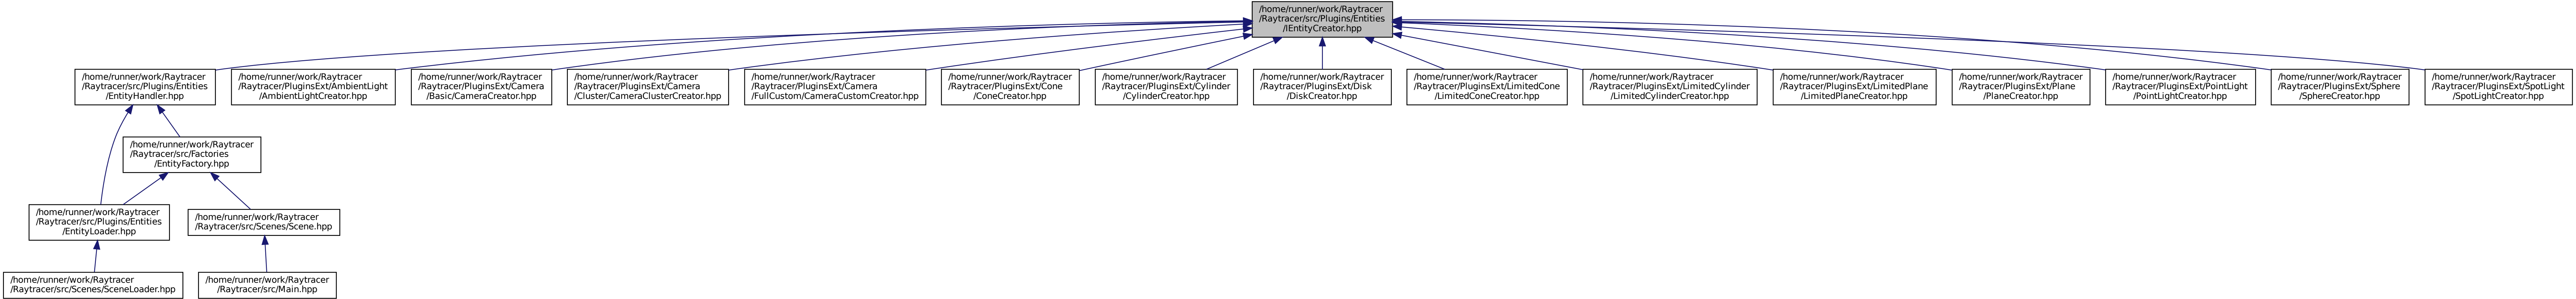 /home/runner/work/Raytracer
/Raytracer/src/Plugins/Entities
/IEntityCreator.hpp
/home/runner/work/Raytracer
/Raytracer/src/Plugins/Entities
/EntityHandler.hpp
/home/runner/work/Raytracer
/Raytracer/PluginsExt/AmbientLight
/AmbientLightCreator.hpp
/home/runner/work/Raytracer
/Raytracer/PluginsExt/Camera
/Basic/CameraCreator.hpp
/home/runner/work/Raytracer
/Raytracer/PluginsExt/Camera
/Cluster/CameraClusterCreator.hpp
/home/runner/work/Raytracer
/Raytracer/PluginsExt/Camera
/FullCustom/CameraCustomCreator.hpp
/home/runner/work/Raytracer
/Raytracer/PluginsExt/Cone
/ConeCreator.hpp
/home/runner/work/Raytracer
/Raytracer/PluginsExt/Cylinder
/CylinderCreator.hpp
/home/runner/work/Raytracer
/Raytracer/PluginsExt/Disk
/DiskCreator.hpp
/home/runner/work/Raytracer
/Raytracer/PluginsExt/LimitedCone
/LimitedConeCreator.hpp
/home/runner/work/Raytracer
/Raytracer/PluginsExt/LimitedCylinder
/LimitedCylinderCreator.hpp
/home/runner/work/Raytracer
/Raytracer/PluginsExt/LimitedPlane
/LimitedPlaneCreator.hpp
/home/runner/work/Raytracer
/Raytracer/PluginsExt/Plane
/PlaneCreator.hpp
/home/runner/work/Raytracer
/Raytracer/PluginsExt/PointLight
/PointLightCreator.hpp
/home/runner/work/Raytracer
/Raytracer/PluginsExt/Sphere
/SphereCreator.hpp
/home/runner/work/Raytracer
/Raytracer/PluginsExt/SpotLight
/SpotLightCreator.hpp
/home/runner/work/Raytracer
/Raytracer/src/Factories
/EntityFactory.hpp
/home/runner/work/Raytracer
/Raytracer/src/Plugins/Entities
/EntityLoader.hpp
/home/runner/work/Raytracer
/Raytracer/src/Scenes/Scene.hpp
/home/runner/work/Raytracer
/Raytracer/src/Scenes/SceneLoader.hpp
/home/runner/work/Raytracer
/Raytracer/src/Main.hpp